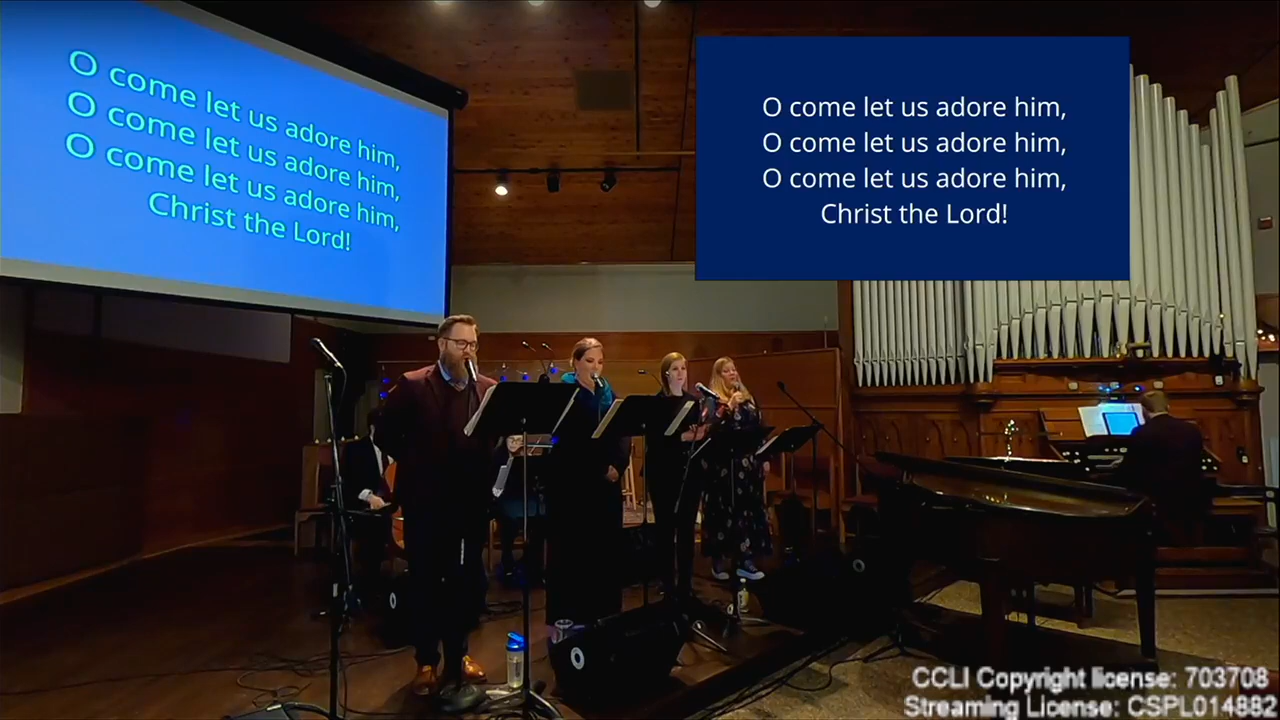 O come let us adore him,
O come let us adore him,
O come let us adore him,
Christ the Lord!
O come let us adore him,
O come let us adore him,
O come let us adore him,
Christ the Lord!
CCLI Copyright license: 703708
Streaming License: CSPL014882